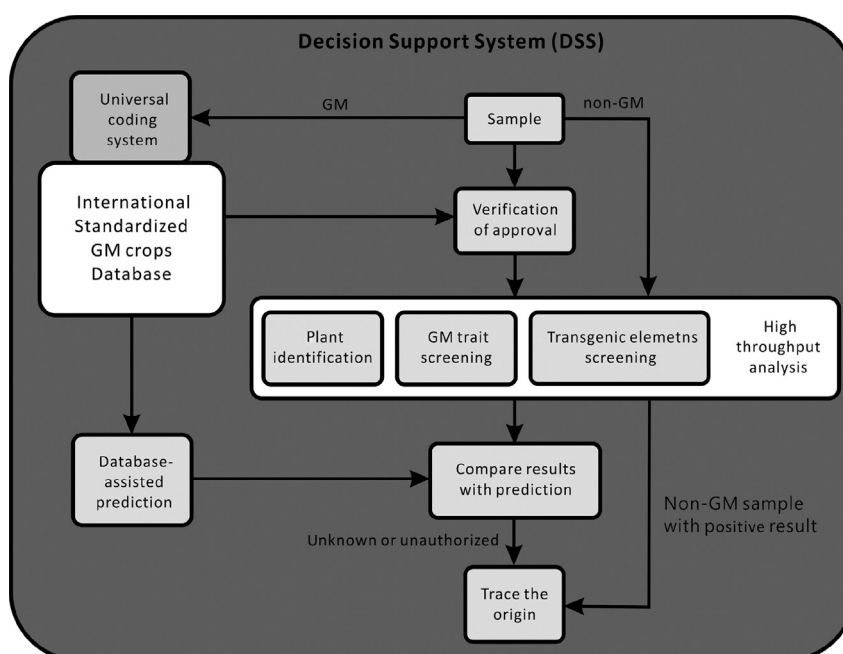 Decision Support System (DSS)
Universal
coding
system
GM
Sample
non-GM
International
Standardized
GM crops
Database
Verification
of approval
Plant
identification
GM trait
screening
Transgenic elemetns
screening
High
throughput
analysis
Database-
assisted
prediction
Compare results
with prediction
Non-GM sample
with positive result
Unknown or unauthorized
Trace the
origin